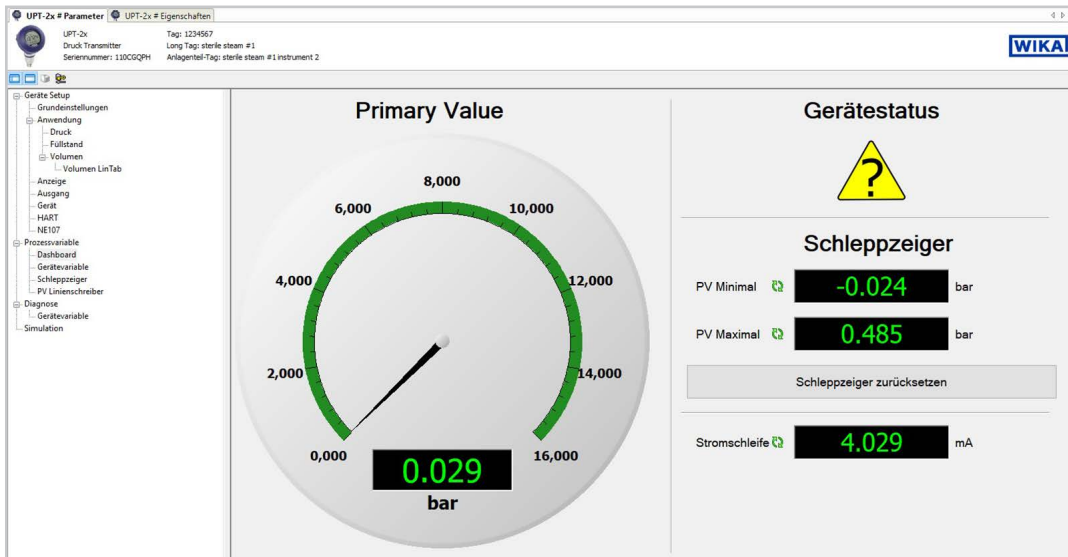 UPT-2x # Parameter
UPT-2x # Eigenschaften
UPT-2x
Druck Transmitter
Seriennummer: 110CGQPH
Tag: 1234567
Long Tag: sterile steam #1
Anlagenteil-Tag: sterile steam #1 instrument 2
WIKA
Geräte Setup
Grundeinstellungen
Anwendung
Druck
Füllstand
Volumen
Volumen LinTab
Anzeige
Ausgang
Gerät
HART
NE107
Prozessvariable
Dashboard
Gerätevariable
Schleppzeiger
PV Linienschreiber
Diagnose
Gerätevariable
Simulation
Primary Value
0,000
2,000
4,000
6,000
8,000
10,000
12,000
14,000
16,000
0.029
bar
Gerätestatus
?
Schleppzeiger
PV Minimal -0.024 bar
PV Maximal 0.485 bar
Schleppzeiger zurücksetzen
Stromschleife 4.029 mA